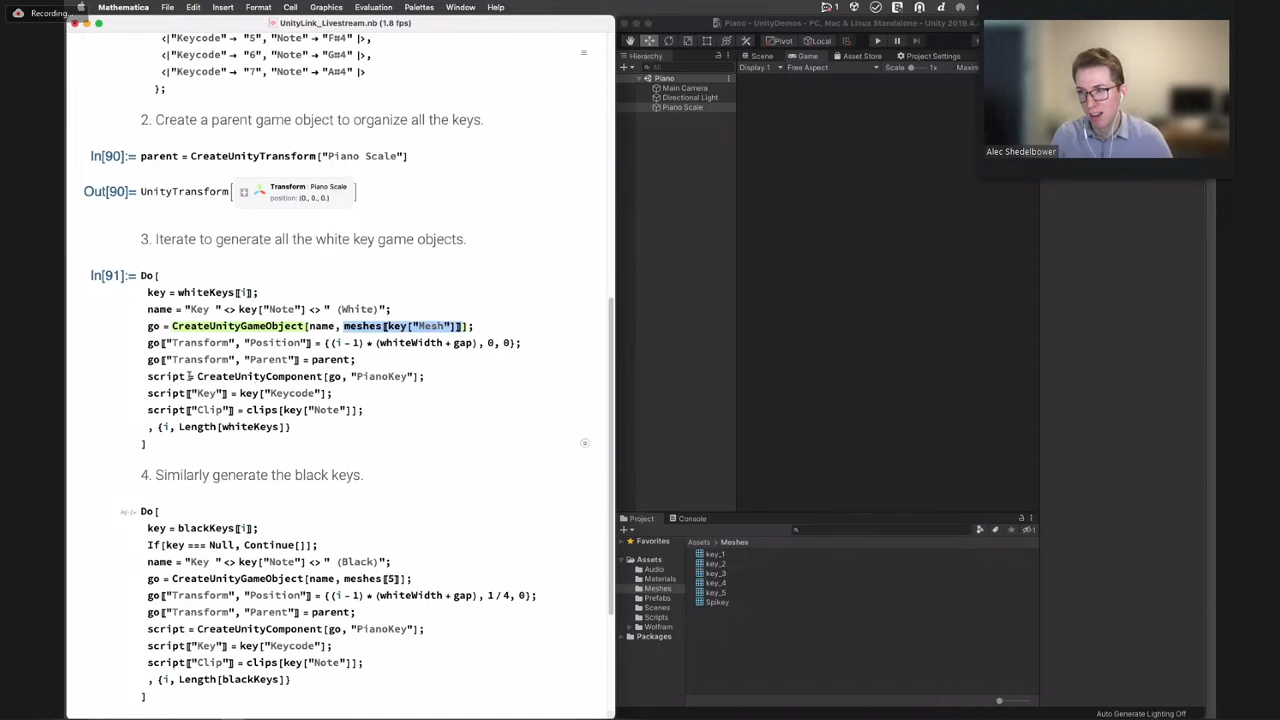 Recording...
Mathematica File Edit Insert Format Cell Graphics Evaluation Palettes Window Help
UnityLink_Livestream.nb (1.8 fps)
<|"Keycode" → "5", "Note" → "F#4" |>,
<|"Keycode" → "6", "Note" → "G#4" |>,
<|"Keycode" → "7", "Note" → "A#4" |>
};
2. Create a parent game object to organize all the keys.
In[90]:= parent = CreateUnityTransform["Piano Scale"]
Out[90]= UnityTransform[ Transform : Piano Scale
position: (0., 0., 0.) ]
3. Iterate to generate all the white key game objects.
In[91]:= Do[
key = whiteKeys〚i〛;
name = "Key " <> key["Note"] <> " (White)";
go = CreateUnityGameObject[name, meshes〚key["Mesh"]〛];
go〚"Transform", "Position"〛 = {(i - 1) * (whiteWidth + gap), 0, 0};
go〚"Transform", "Parent"〛 = parent;
script = CreateUnityComponent[go, "PianoKey"];
script〚"Key"〛 = key["Keycode"];
script〚"Clip"〛 = clips[key["Note"]];
, {i, Length[whiteKeys]}
]
4. Similarly generate the black keys.
In[·]:= Do[
key = blackKeys〚i〛;
If[key === Null, Continue[]];
name = "Key " <> key["Note"] <> " (Black)";
go = CreateUnityGameObject[name, meshes〚5〛];
go〚"Transform", "Position"〛 = {(i - 1) * (whiteWidth + gap), 1 / 4, 0};
go〚"Transform", "Parent"〛 = parent;
script = CreateUnityComponent[go, "PianoKey"];
script〚"Key"〛 = key["Keycode"];
script〚"Clip"〛 = clips[key["Note"]];
, {i, Length[blackKeys]}
]
Piano - UnityDemos - PC, Mac & Linux Standalone - Unity 2019.4
Pivot Local
Hierarchy Scene Game Asset Store Project Settings
All
Display 1 Free Aspect Scale 1x Maxim
Piano
Main Camera
Directional Light
Piano Scale
Project Console
1
Favorites
Assets
Audio
Materials
Meshes
Prefabs
Scenes
Scripts
Wolfram
Packages
Assets > Meshes
key_1
key_2
key_3
key_4
key_5
Spikey
Auto Generate Lighting Off
Alec Shedelbower